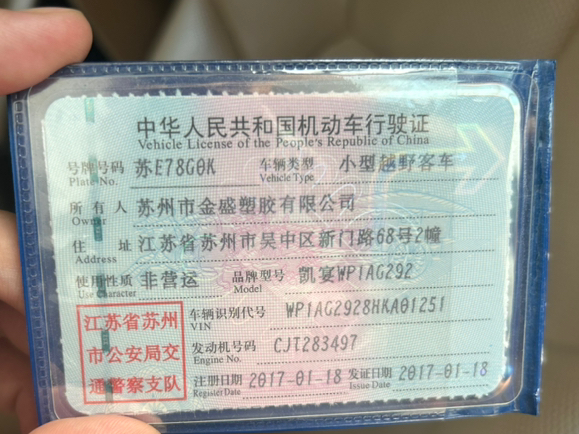 中华人民共和国机动车行驶证
Vehicle License of the People's Republic of China
号牌号码 苏E78G0K 车辆类型 小型越野客车
Plate No. Vehicle Type
所有人 苏州市金盛塑胶有限公司
Owner
住址 江苏省苏州市吴中区新门路68号2幢
Address
使用性质 非营运 品牌型号 凯宴WP1AG292
Use Character Model
江苏省苏州
市公安局交
通警察支队
车辆识别代号 WP1AG2928HKA01251
VIN
发动机号码 CJT283497
Engine No.
注册日期 2017-01-18 发证日期 2017-01-18
Register Date Issue Date